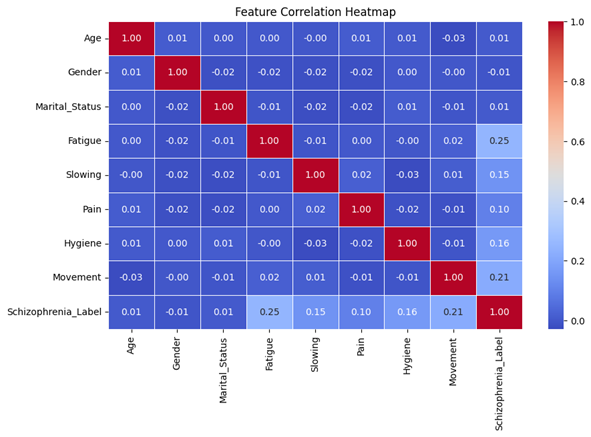 Feature Correlation Heatmap
Age 1.00 0.01 0.00 0.00 -0.00 0.01 0.01 -0.03 0.01
Gender 0.01 1.00 -0.02 -0.02 -0.02 -0.02 0.00 -0.00 -0.01
Marital_Status 0.00 -0.02 1.00 -0.01 -0.02 -0.02 0.01 -0.01 0.01
Fatigue 0.00 -0.02 -0.01 1.00 -0.01 0.00 -0.00 0.02 0.25
Slowing -0.00 -0.02 -0.02 -0.01 1.00 0.02 -0.03 0.01 0.15
Pain 0.01 -0.02 -0.02 0.00 0.02 1.00 -0.02 -0.01 0.10
Hygiene 0.01 0.00 0.01 -0.00 -0.03 -0.02 1.00 -0.01 0.16
Movement -0.03 -0.00 -0.01 0.02 0.01 -0.01 -0.01 1.00 0.21
Schizophrenia_Label 0.01 -0.01 0.01 0.25 0.15 0.10 0.16 0.21 1.00
Age Gender Marital_Status Fatigue Slowing Pain Hygiene Movement Schizophrenia_Label
1.0
0.8
0.6
0.4
0.2
0.0